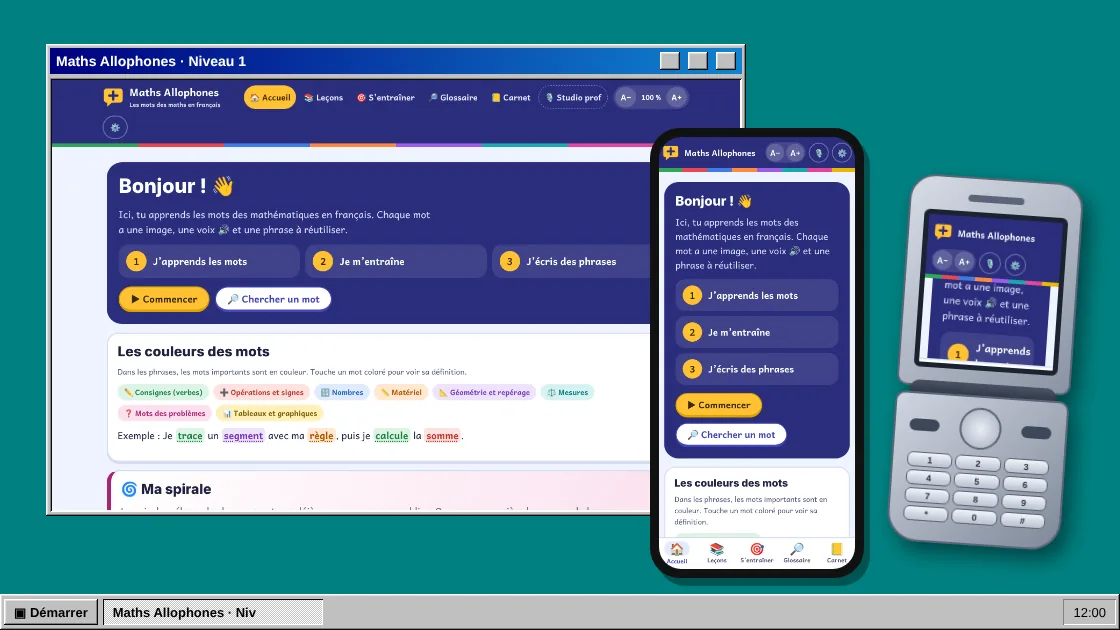 Maths Allophones · Niveau 1
Maths Allophones
Les mots des maths en français
Accueil
Leçons
S'entraîner
Glossaire
Carnet
Studio prof
A−
100 %
A+
Bonjour !
Ici, tu apprends les mots des mathématiques en français. Chaque mot
a une image, une voix et une phrase à réutiliser.
1 J'apprends les mots
2 Je m'entraîne
3 J'écris des phrases
▶ Commencer
Chercher un mot
Les couleurs des mots
Dans les phrases, les mots importants sont en couleur. Touche un mot coloré pour voir sa définition.
Consignes (verbes)
Opérations et signes
Nombres
Matériel
Géométrie et repérage
Mesures
Mots des problèmes
Tableaux et graphiques
Exemple : Je trace un segment avec ma règle, puis je calcule la somme.
Ma spirale
Maths Allophones
A−
A+
Bonjour !
Ici, tu apprends les mots des
mathématiques en français. Chaque
mot a une image, une voix et une
phrase à réutiliser.
1 J'apprends les mots
2 Je m'entraîne
3 J'écris des phrases
▶ Commencer
Chercher un mot
Les couleurs des mots
Dans les phrases, les mots importants sont en
couleur. Touche un mot coloré pour voir sa
définition.
Accueil
Leçons
S'entraîner
Glossaire
Carnet
Maths Allophones
A−
A+
mot a une image,
une voix et une
phrase à réutiliser.
1 J'apprends
1 2 3
4 5 6
7 8 9
* 0 #
Démarrer
Maths Allophones · Niv
12:00